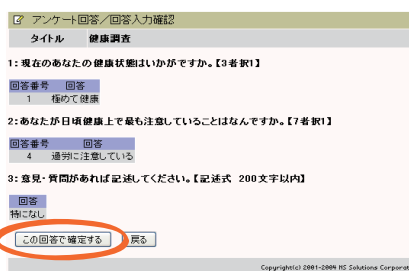 アンケート回答／回答入力確認
タイトル 健康調査
1：現在のあなたの健康状態はいかがですか。【3者択1】
回答番号 回答
1 極めて健康
2：あなたが日頃健康上で最も注意していることはなんですか。【7者択1】
回答番号 回答
4 過労に注意している
3：意見・質問があれば記述してください。【記述式 200文字以内】
回答
特になし
この回答で確定する 戻る
Copyright(c) 2001-2004 MS Solutions Corporat